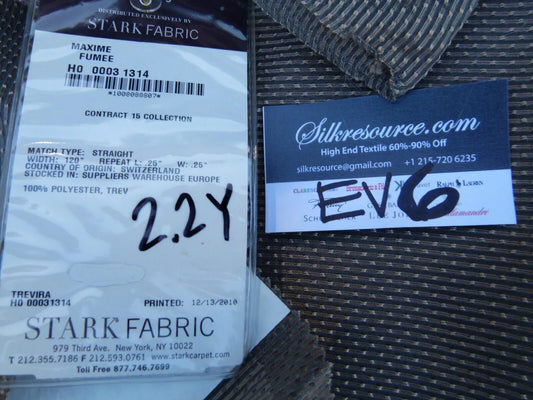 DISTRIBUTED EXCLUSIVELY BY
STARK FABRIC
MAXIME
FUMEE
H0 0003 1314
*1008088807*
CONTRACT 15 COLLECTION
MATCH TYPE: STRAIGHT
WIDTH: 120" REPEAT L: .25" W: .25"
COUNTRY OF ORIGIN: SWITZERLAND
STOCKED IN: SUPPLIERS WAREHOUSE EUROPE
100% POLYESTER, TREV
2.2Y
TREVIRA
H0 00031314
PRINTED: 12/13/2010
STARK FABRIC
979 Third Ave. New York, NY 10022
T 212.355.7186 F 212.593.0761 www.starkcarpet.com
Toll Free 877.746.7699
Silkresource.com
High End Textile 60%-90% Off
silkresource@gmail.com +1 215-720 6235
RALPH LAUREN
EV6